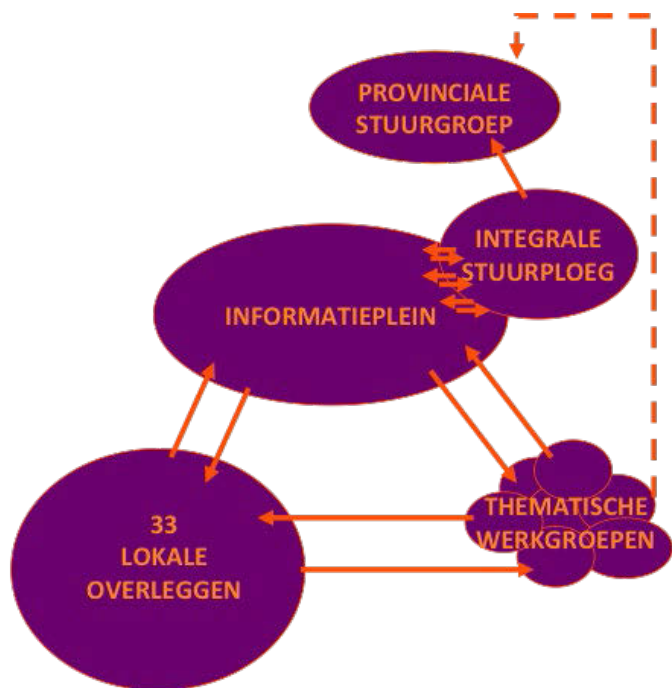 PROVINCIALE
STUURGROEP
INTEGRALE
STUURPLOEG
INFORMATIEPLEIN
33
LOKALE
OVERLEGGEN
THEMATISCHE
WERKGROEPEN